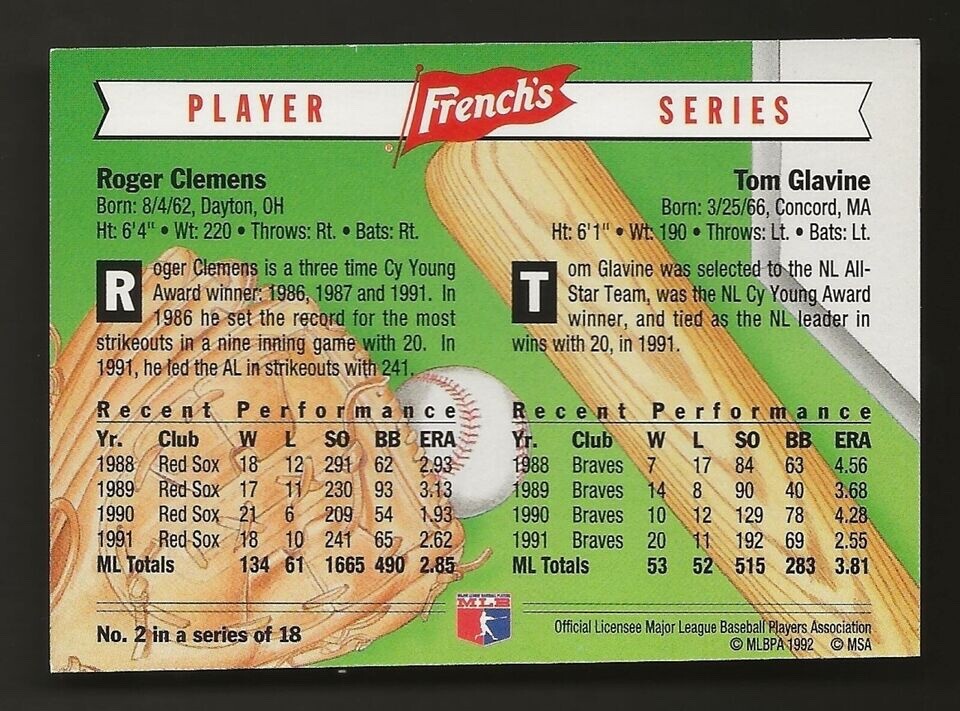 PLAYER French's SERIES
®
Roger Clemens
Born: 8/4/62, Dayton, OH
Ht: 6'4" • Wt: 220 • Throws: Rt. • Bats: Rt.
Roger Clemens is a three time Cy Young
Award winner: 1986, 1987 and 1991. In
1986 he set the record for the most
strikeouts in a nine inning game with 20. In
1991, he led the AL in strikeouts with 241.
Recent Performance
Yr. Club W L SO BB ERA
1988 Red Sox 18 12 291 62 2.93
1989 Red Sox 17 11 230 93 3.13
1990 Red Sox 21 6 209 54 1.93
1991 Red Sox 18 10 241 65 2.62
ML Totals 134 61 1665 490 2.85
No. 2 in a series of 18
Tom Glavine
Born: 3/25/66, Concord, MA
Ht: 6'1" • Wt: 190 • Throws: Lt. • Bats: Lt.
Tom Glavine was selected to the NL All-
Star Team, was the NL Cy Young Award
winner, and tied as the NL leader in
wins with 20, in 1991.
Recent Performance
Yr. Club W L SO BB ERA
1988 Braves 7 17 84 63 4.56
1989 Braves 14 8 90 40 3.68
1990 Braves 10 12 129 78 4.28
1991 Braves 20 11 192 69 2.55
ML Totals 53 52 515 283 3.81
MAJOR LEAGUE BASEBALL PLAYERS
MLB
Official Licensee Major League Baseball Players Association
© MLBPA 1992 © MSA